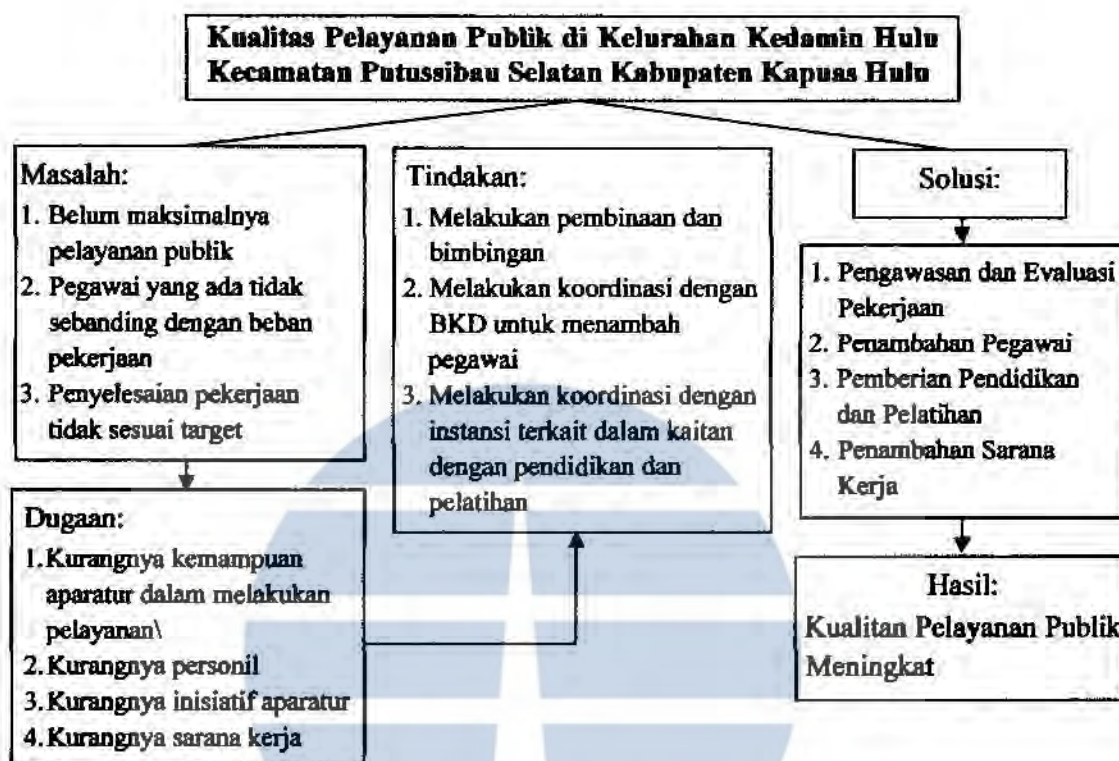 Kualitas Pelayanan Publik di Kelurahan Kedamin Hulu
Kecamatan Putussibau Selatan Kabupaten Kapuas Hulu
Masalah:
1. Belum maksimalnya
pelayanan publik
2. Pegawai yang ada tidak
sebanding dengan beban
pekerjaan
3. Penyelesaian pekerjaan
tidak sesuai target
Dugaan:
1. Kurangnya kemampuan
aparatur dalam melakukan
pelayanan\
2. Kurangnya personil
3. Kurangnya inisiatif aparatur
4. Kurangnya sarana kerja
Tindakan:
1. Melakukan pembinaan dan
bimbingan
2. Melakukan koordinasi dengan
BKD untuk menambah
pegawai
3. Melakukan koordinasi dengan
instansi terkait dalam kaitan
dengan pendidikan dan
pelatihan
Solusi:
1. Pengawasan dan Evaluasi
Pekerjaan
2. Penambahan Pegawai
3. Pemberian Pendidikan
dan Pelatihan
4. Penambahan Sarana
Kerja
Hasil:
Kualitan Pelayanan Publik
Meningkat